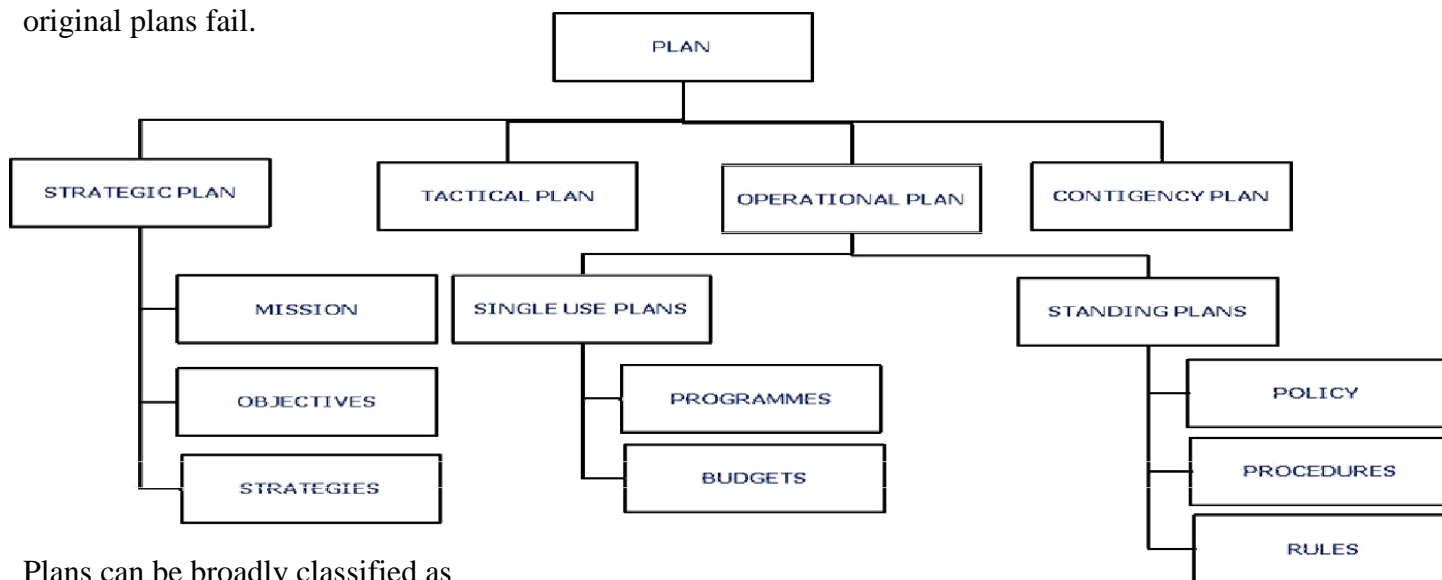 original plans fail.
PLAN
STRATEGIC PLAN
TACTICAL PLAN
OPERATIONAL PLAN
CONTIGENCY PLAN
MISSION
SINGLE USE PLANS
STANDING PLANS
OBJECTIVES
PROGRAMMES
POLICY
STRATEGIES
BUDGETS
PROCEDURES
RULES
Plans can be broadly classified as